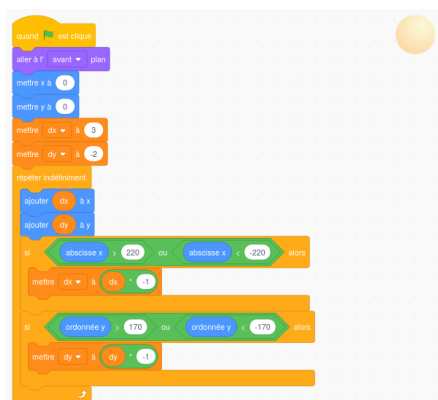 quand est cliqué
aller à l' avant plan
mettre x à 0
mettre y à 0
mettre dx à 3
mettre dy à -2
répéter indéfiniment
ajouter dx à x
ajouter dy à y
si abscisse x > 220 ou abscisse x < -220 alors
mettre dx à dx * -1
si ordonnée y > 170 ou ordonnée y < -170 alors
mettre dy à dy * -1